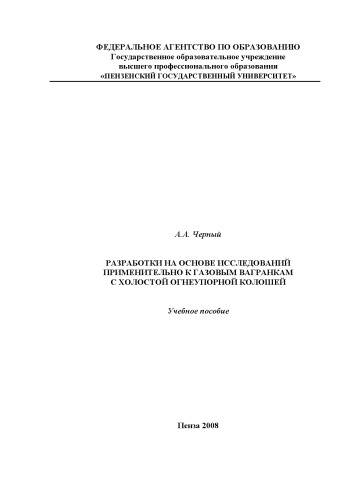 ФЕДЕРАЛЬНОЕ АГЕНТСТВО ПО ОБРАЗОВАНИЮ
Государственное образовательное учреждение
высшего профессионального образования
«ПЕНЗЕНСКИЙ ГОСУДАРСТВЕННЫЙ УНИВЕРСИТЕТ»
А.А. Черный
РАЗРАБОТКИ НА ОСНОВЕ ИССЛЕДОВАНИЙ
ПРИМЕНИТЕЛЬНО К ГАЗОВЫМ ВАГРАНКАМ
С ХОЛОСТОЙ ОГНЕУПОРНОЙ КОЛОШЕЙ
Учебное пособие
Пенза 2008